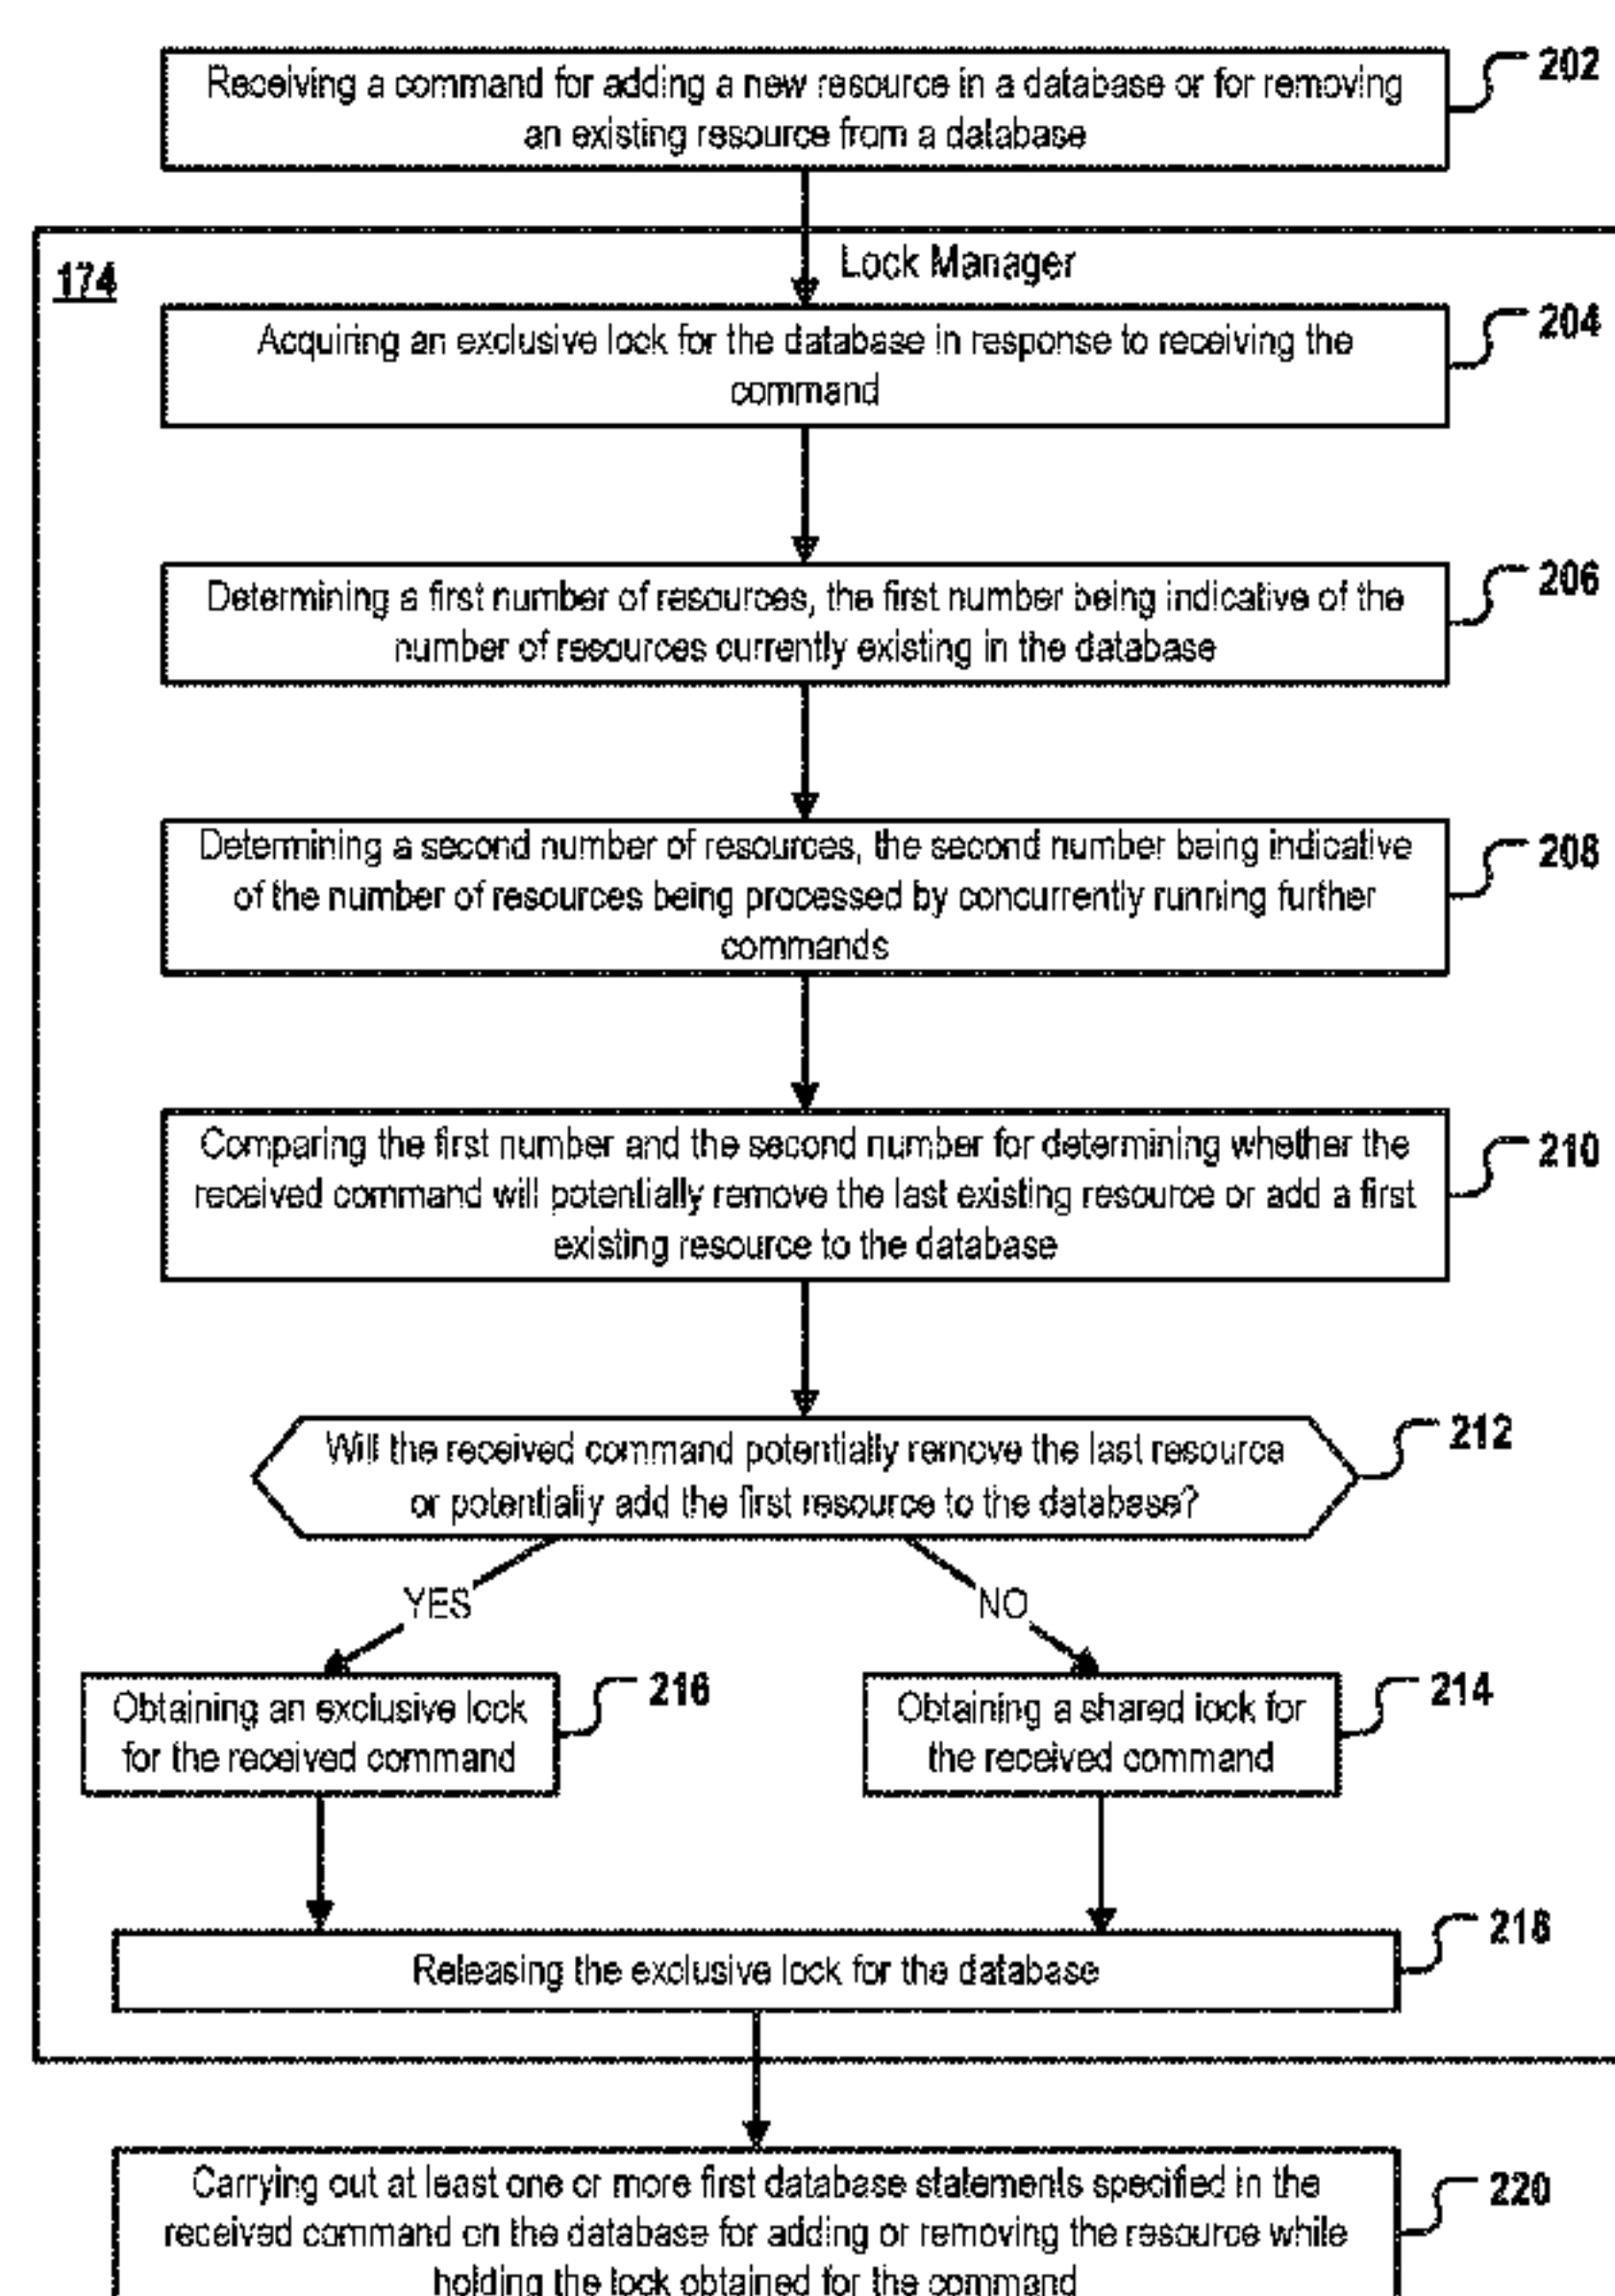 Receiving a command for adding a new resource in a database or for removing
an existing resource from a database
202
174
Lock Manager
Acquiring an exclusive lock for the database in response to receiving the
command
204
Determining a first number of resources, the first number being indicative of the
number of resources currently existing in the database
206
Determining a second number of resources, the second number being indicative
of the number of resources being processed by concurrently running further
commands
208
Comparing the first number and the second number for determining whether the
received command will potentially remove the last existing resource or add a first
existing resource to the database
210
Will the received command potentially remove the last resource
or potentially add the first resource to the database?
212
YES
NO
Obtaining an exclusive lock
for the received command
216
Obtaining a shared lock for
the received command
214
Releasing the exclusive lock for the database
218
Carrying out at least one or more first database statements specified in the
received command on the database for adding or removing the resource while
holding the lock obtained for the command
220